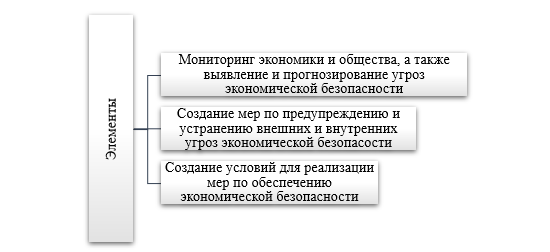 Элементы
Мониторинг экономики и общества, а также
выявление и прогнозирование угроз
экономической безопасности
Создание мер по предупреждению и
устранению внешних и внутренних
угроз экономической безопасости
Создание условий для реализации
мер по обеспечению
экономической безопасности